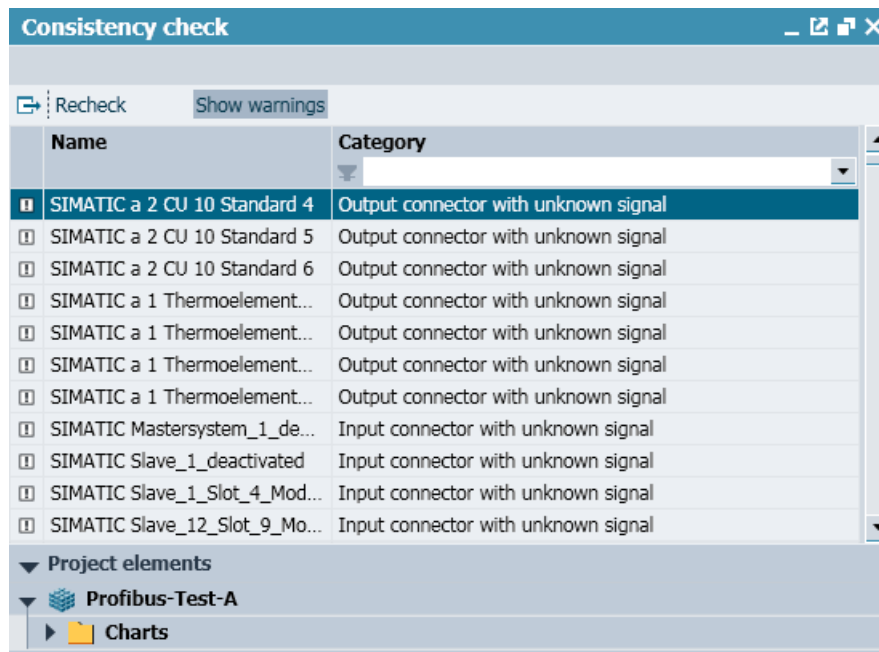 Consistency check
Recheck Show warnings
Name Category
SIMATIC a 2 CU 10 Standard 4 Output connector with unknown signal
SIMATIC a 2 CU 10 Standard 5 Output connector with unknown signal
SIMATIC a 2 CU 10 Standard 6 Output connector with unknown signal
SIMATIC a 1 Thermoelement... Output connector with unknown signal
SIMATIC a 1 Thermoelement... Output connector with unknown signal
SIMATIC a 1 Thermoelement... Output connector with unknown signal
SIMATIC a 1 Thermoelement... Output connector with unknown signal
SIMATIC Mastersystem_1_de... Input connector with unknown signal
SIMATIC Slave_1_deactivated Input connector with unknown signal
SIMATIC Slave_1_Slot_4_Mod... Input connector with unknown signal
SIMATIC Slave_12_Slot_9_Mo... Input connector with unknown signal
Project elements
Profibus-Test-A
Charts